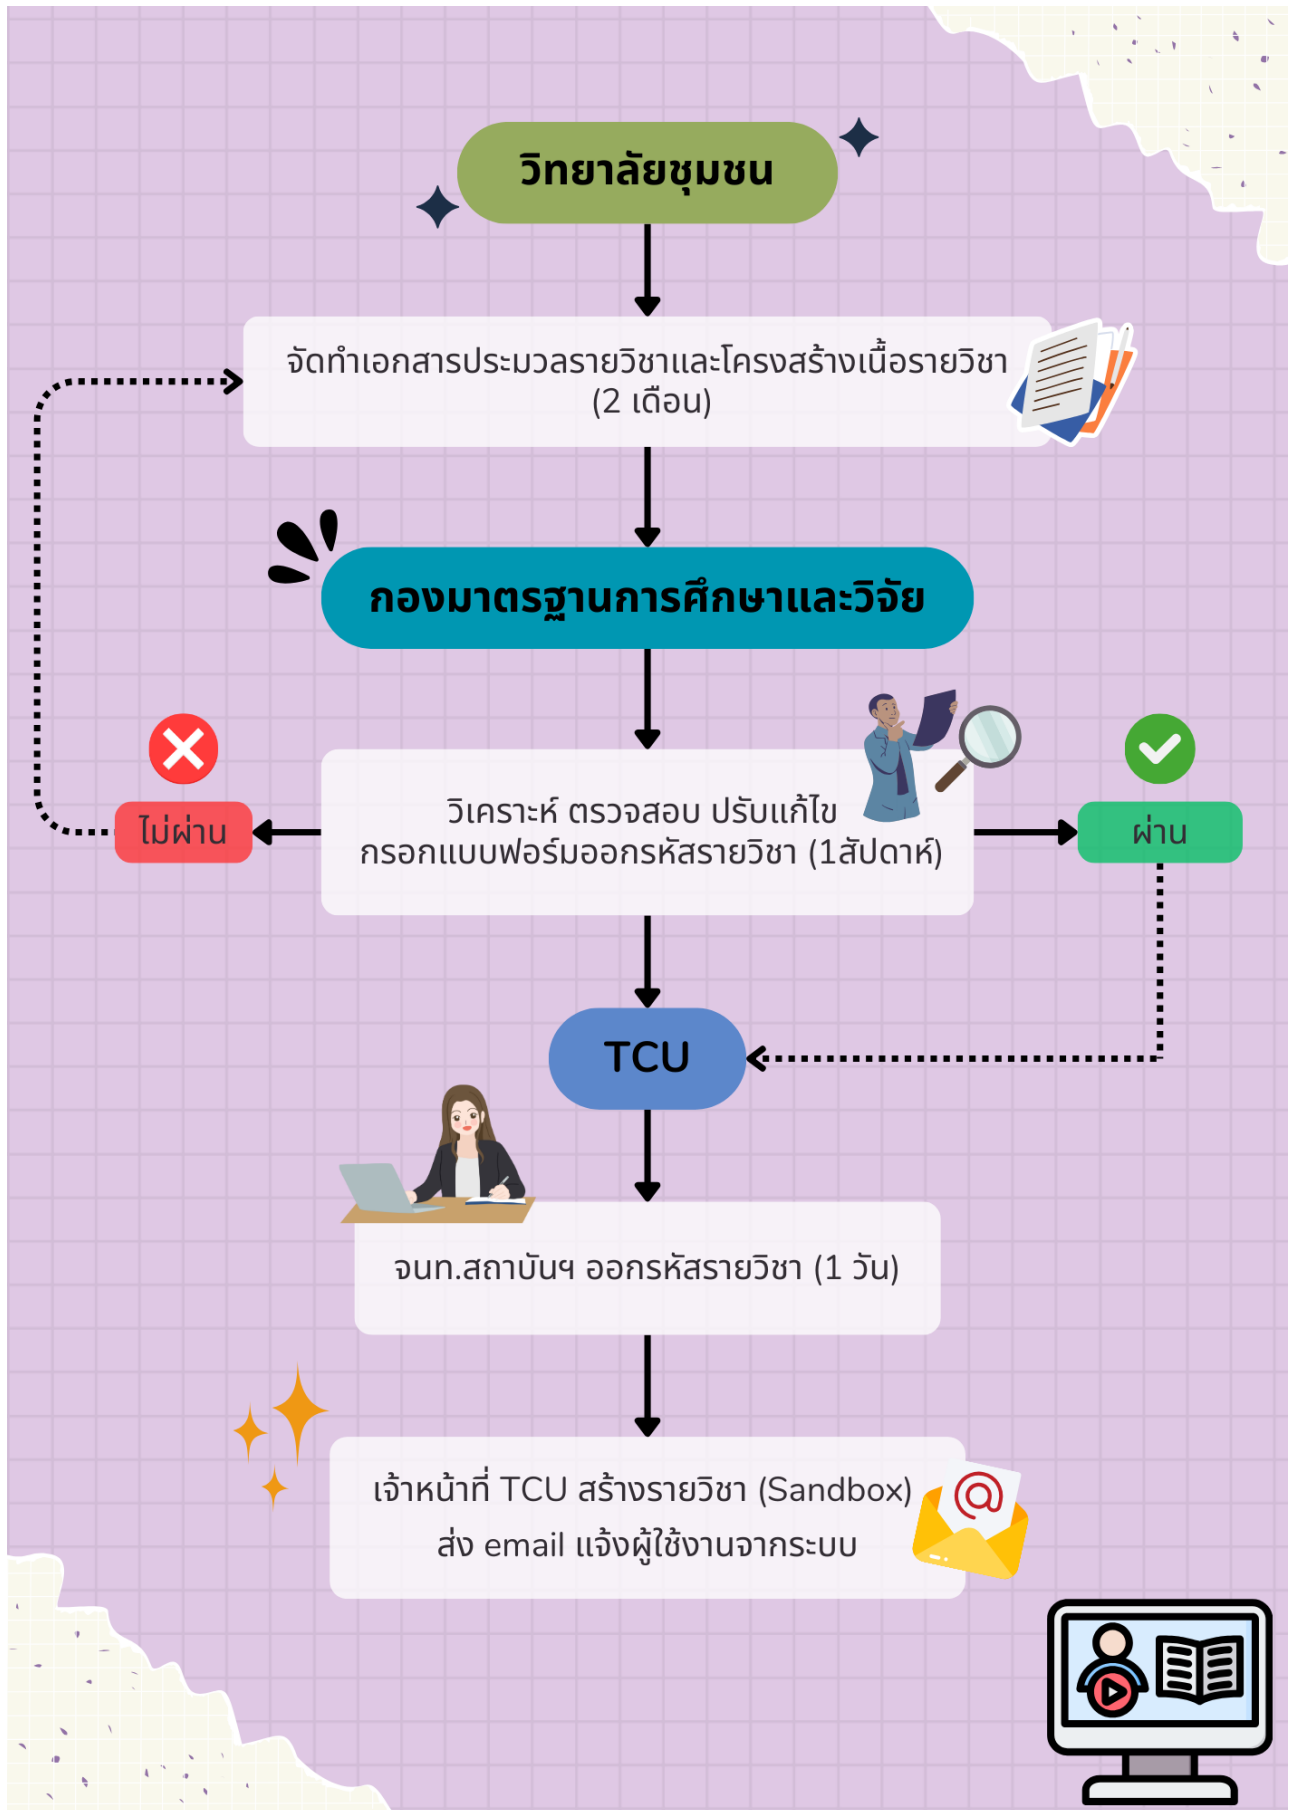 วิทยาลัยชุมชน
จัดทำเอกสารประมวลรายวิชาและโครงสร้างเนื้อรายวิชา
(2 เดือน)
กองมาตรฐานการศึกษาและวิจัย
วิเคราะห์ ตรวจสอบ ปรับแก้ไข
กรอกแบบฟอร์มออกรหัสรายวิชา (1สัปดาห์)
ไม่ผ่าน
ผ่าน
TCU
จนท.สถาบันฯ ออกรหัสรายวิชา (1 วัน)
เจ้าหน้าที่ TCU สร้างรายวิชา (Sandbox)
ส่ง email แจ้งผู้ใช้งานจากระบบ